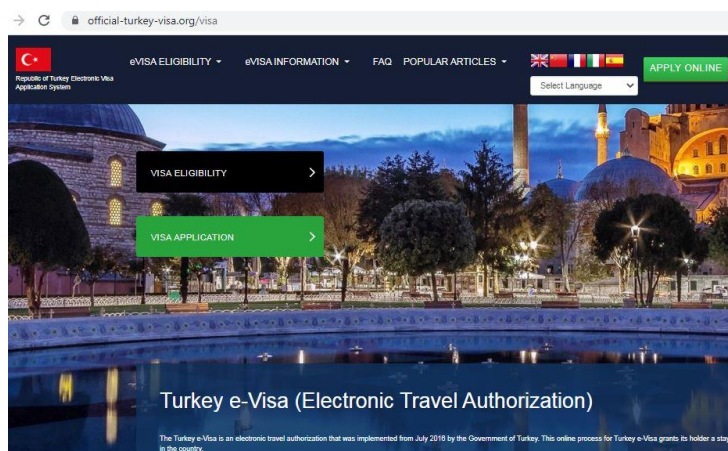 official-turkey-visa.org/visa
Republic of Turkey Electronic Visa
Application System
eVISA ELIGIBILITY
eVISA INFORMATION
FAQ
POPULAR ARTICLES
Select Language
APPLY ONLINE
VISA ELIGIBILITY
VISA APPLICATION
Turkey e-Visa (Electronic Travel Authorization)
The Turkey e-Visa is an electronic travel authorization that was implemented from July 2016 by the Government of Turkey. This online process for Turkey e-Visa grants its holder a stay
in the country.